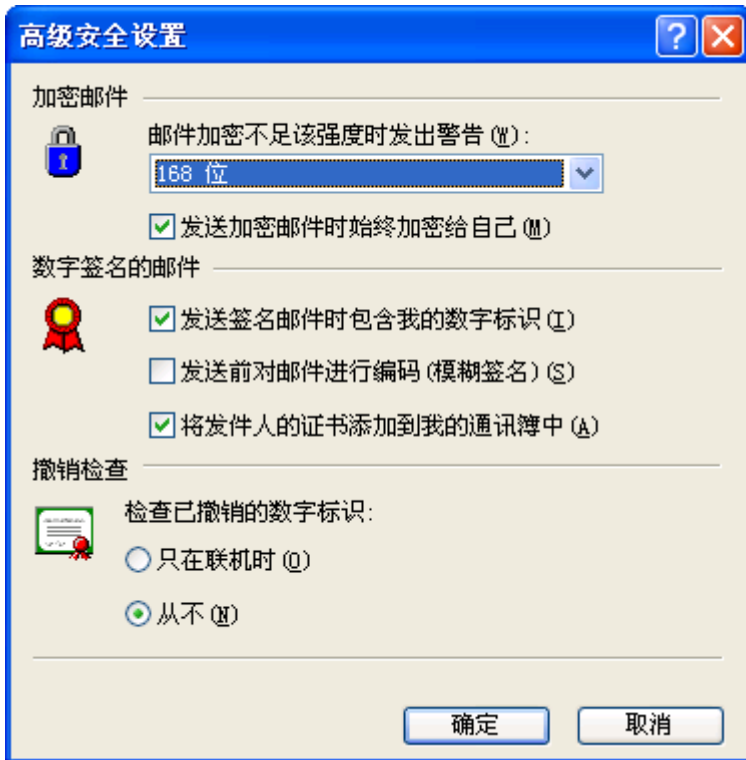 高级安全设置
加密邮件
邮件加密不足该强度时发出警告(W):
168 位
发送加密邮件时始终加密给自己(M)
数字签名的邮件
发送签名邮件时包含我的数字标识(I)
发送前对邮件进行编码(模糊签名)(S)
将发件人的证书添加到我的通讯簿中(A)
撤销检查
检查已撤销的数字标识:
只在联机时(O)
从不(N)
确定 取消